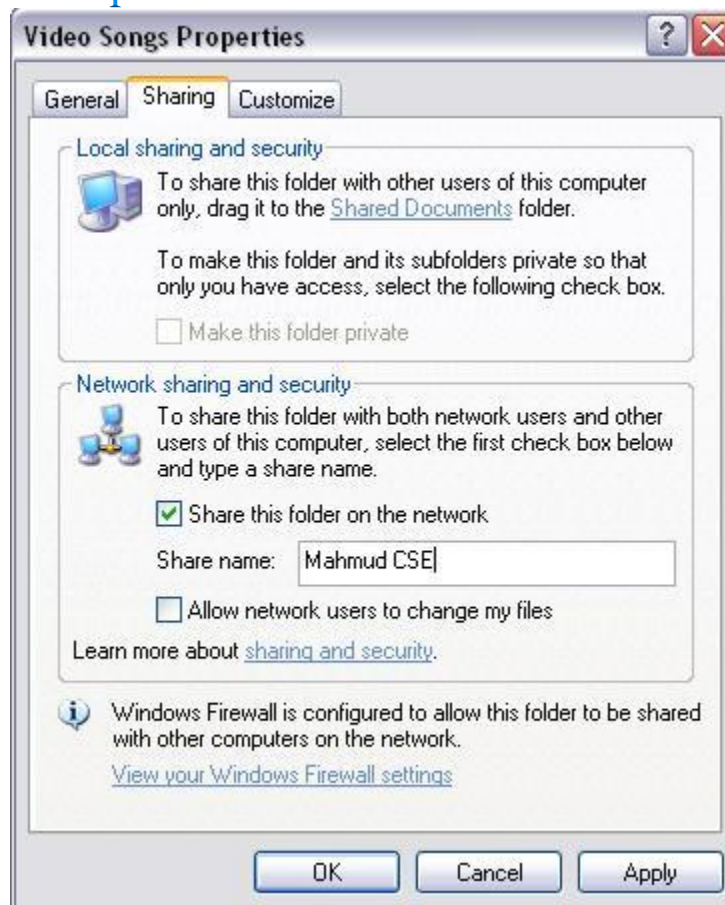 Video Songs Properties
General Sharing Customize
Local sharing and security
To share this folder with other users of this computer
only, drag it to the Shared Documents folder.
To make this folder and its subfolders private so that
only you have access, select the following check box.
Make this folder private
Network sharing and security
To share this folder with both network users and other
users of this computer, select the first check box below
and type a share name.
Share this folder on the network
Share name: Mahmud CSE
Allow network users to change my files
Learn more about sharing and security.
Windows Firewall is configured to allow this folder to be shared
with other computers on the network.
View your Windows Firewall settings
OK Cancel Apply